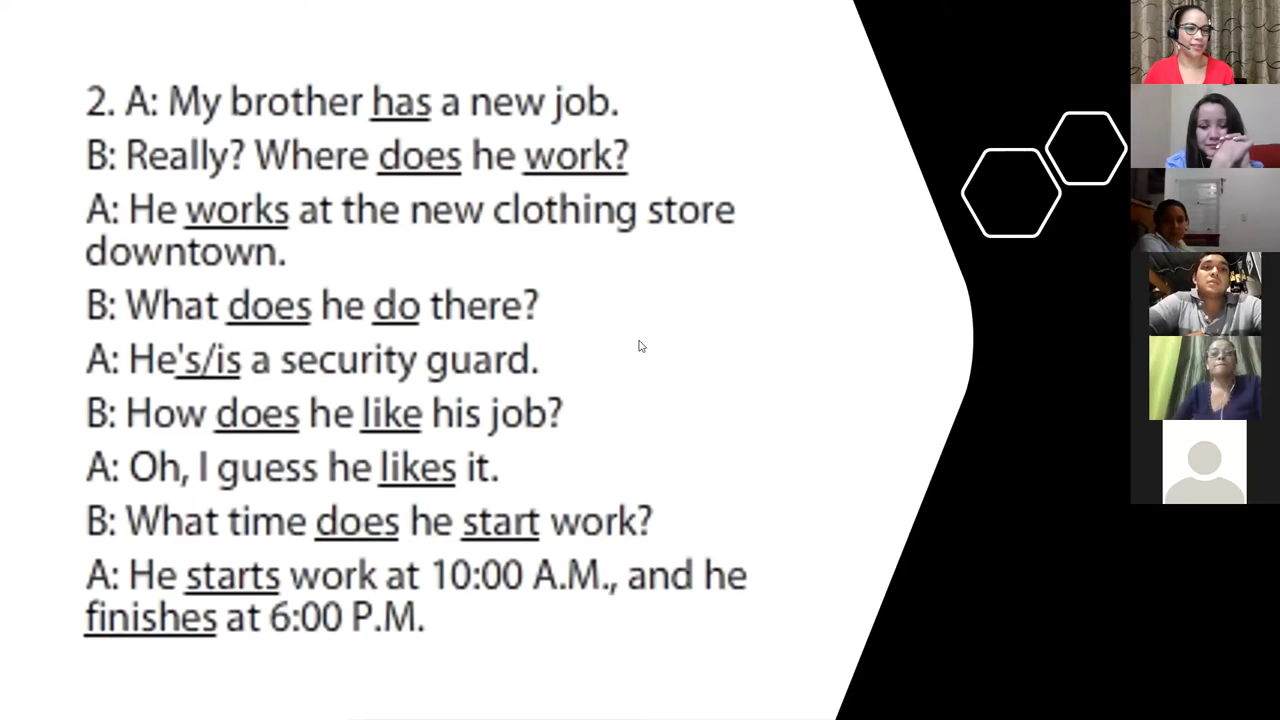 2. A: My brother has a new job.
B: Really? Where does he work?
A: He works at the new clothing store
downtown.
B: What does he do there?
A: He's/is a security guard.
B: How does he like his job?
A: Oh, I guess he likes it.
B: What time does he start work?
A: He starts work at 10:00 A.M., and he
finishes at 6:00 P.M.